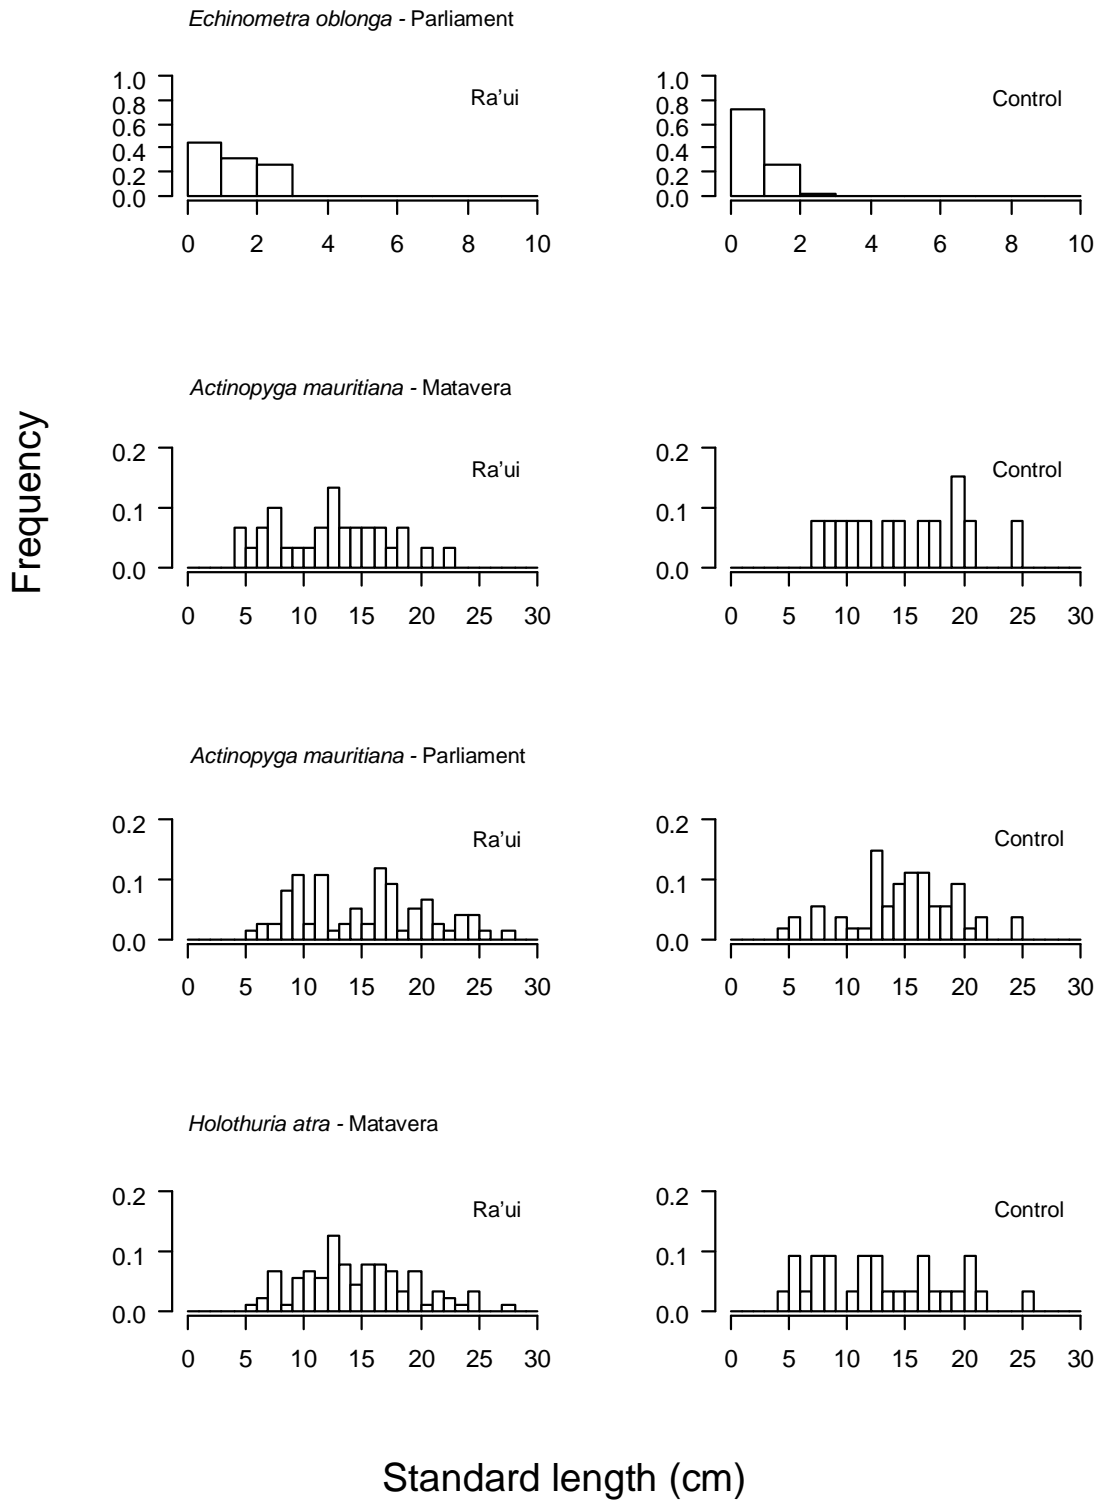 Echinometra oblonga - Parliament
1.0
0.8
0.6
0.4
0.2
0.0
Ra'ui
0 2 4 6 8 10
1.0
0.8
0.6
0.4
0.2
0.0
Control
0 2 4 6 8 10
Frequency
Actinopyga mauritiana - Matavera
0.2
0.1
0.0
Ra'ui
0 5 10 15 20 25 30
0.2
0.1
0.0
Control
0 5 10 15 20 25 30
Actinopyga mauritiana - Parliament
0.2
0.1
0.0
Ra'ui
0 5 10 15 20 25 30
0.2
0.1
0.0
Control
0 5 10 15 20 25 30
Holothuria atra - Matavera
0.2
0.1
0.0
Ra'ui
0 5 10 15 20 25 30
0.2
0.1
0.0
Control
0 5 10 15 20 25 30
Standard length (cm)